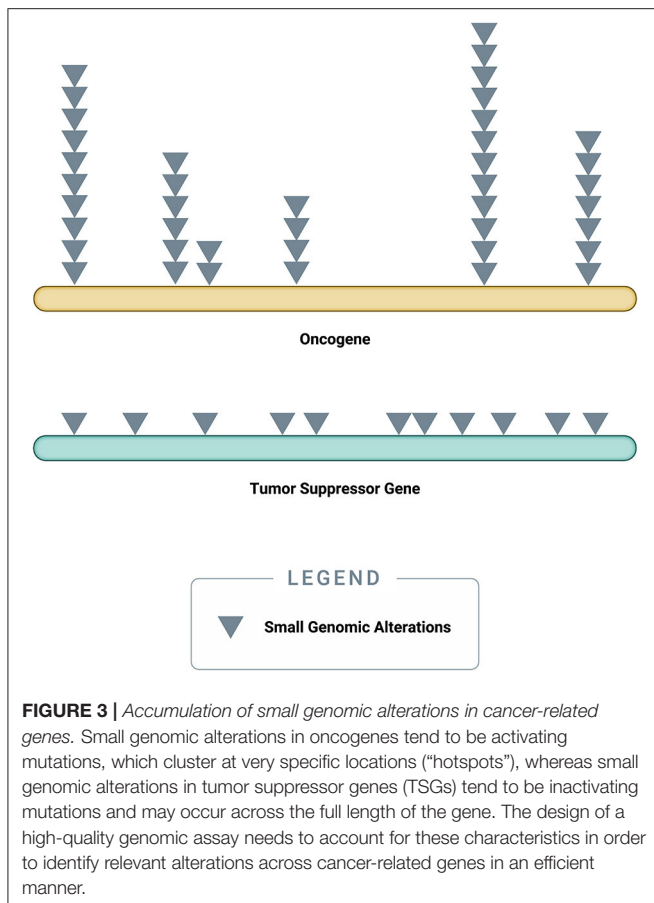 Oncogene
Tumor Suppressor Gene
LEGEND
Small Genomic Alterations
FIGURE 3 | Accumulation of small genomic alterations in cancer-related
genes. Small genomic alterations in oncogenes tend to be activating
mutations, which cluster at very specific locations (“hotspots”), whereas small
genomic alterations in tumor suppressor genes (TSGs) tend to be inactivating
mutations and may occur across the full length of the gene. The design of a
high-quality genomic assay needs to account for these characteristics in order
to identify relevant alterations across cancer-related genes in an efficient
manner.